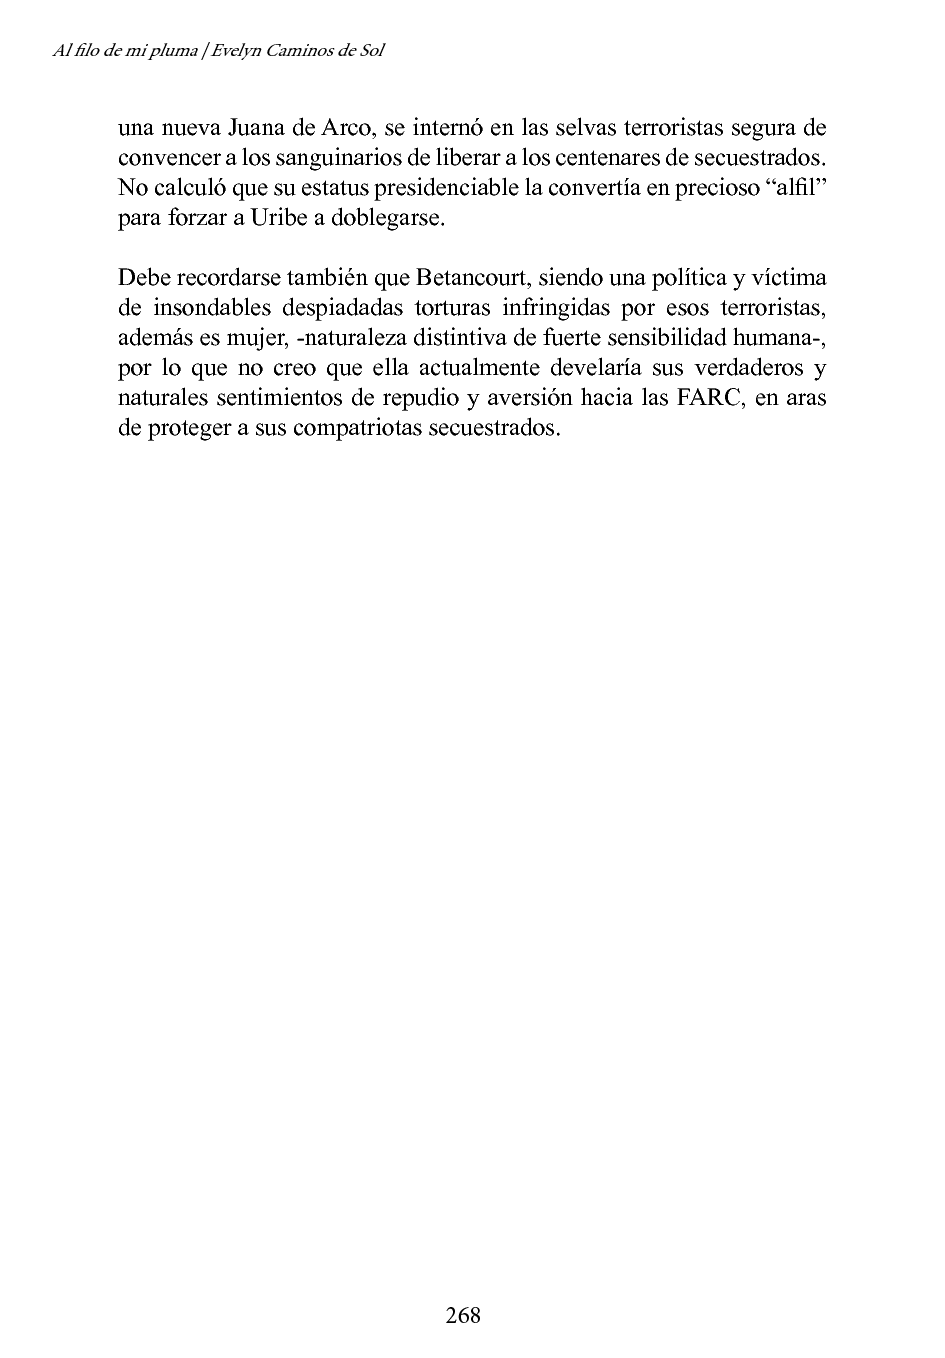 Al filo de mi pluma / Evelyn Caminos de Sol
una nueva Juana de Arco, se internó en las selvas terroristas segura de
convencer a los sanguinarios de liberar a los centenares de secuestrados.
No calculó que su estatus presidenciable la convertía en precioso “alfil”
para forzar a Uribe a doblegarse.
Debe recordarse también que Betancourt, siendo una política y víctima
de insondables despiadadas torturas infringidas por esos terroristas,
además es mujer, -naturaleza distintiva de fuerte sensibilidad humana-,
por lo que no creo que ella actualmente develaría sus verdaderos y
naturales sentimientos de repudio y aversión hacia las FARC, en aras
de proteger a sus compatriotas secuestrados.
268